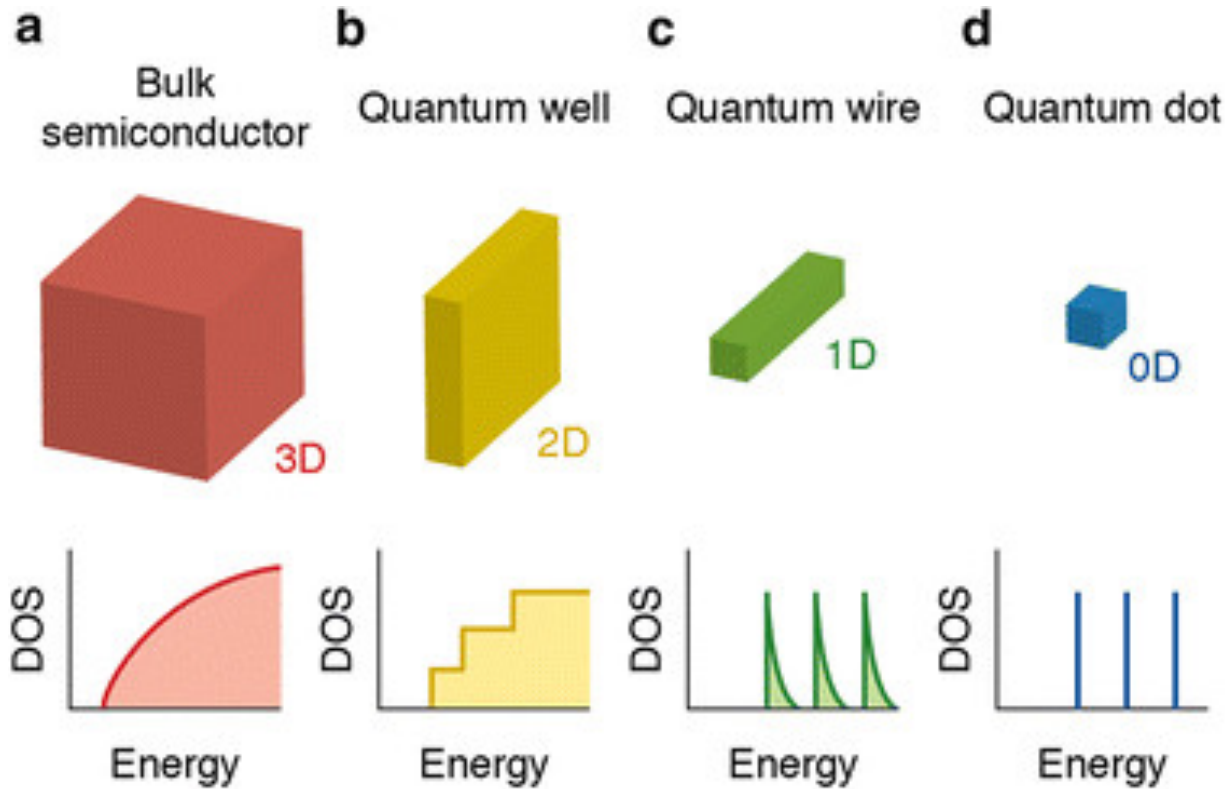 a
Bulk
semiconductor
3D
DOS
Energy
b
Quantum well
2D
DOS
Energy
c
Quantum wire
1D
DOS
Energy
d
Quantum dot
0D
DOS
Energy